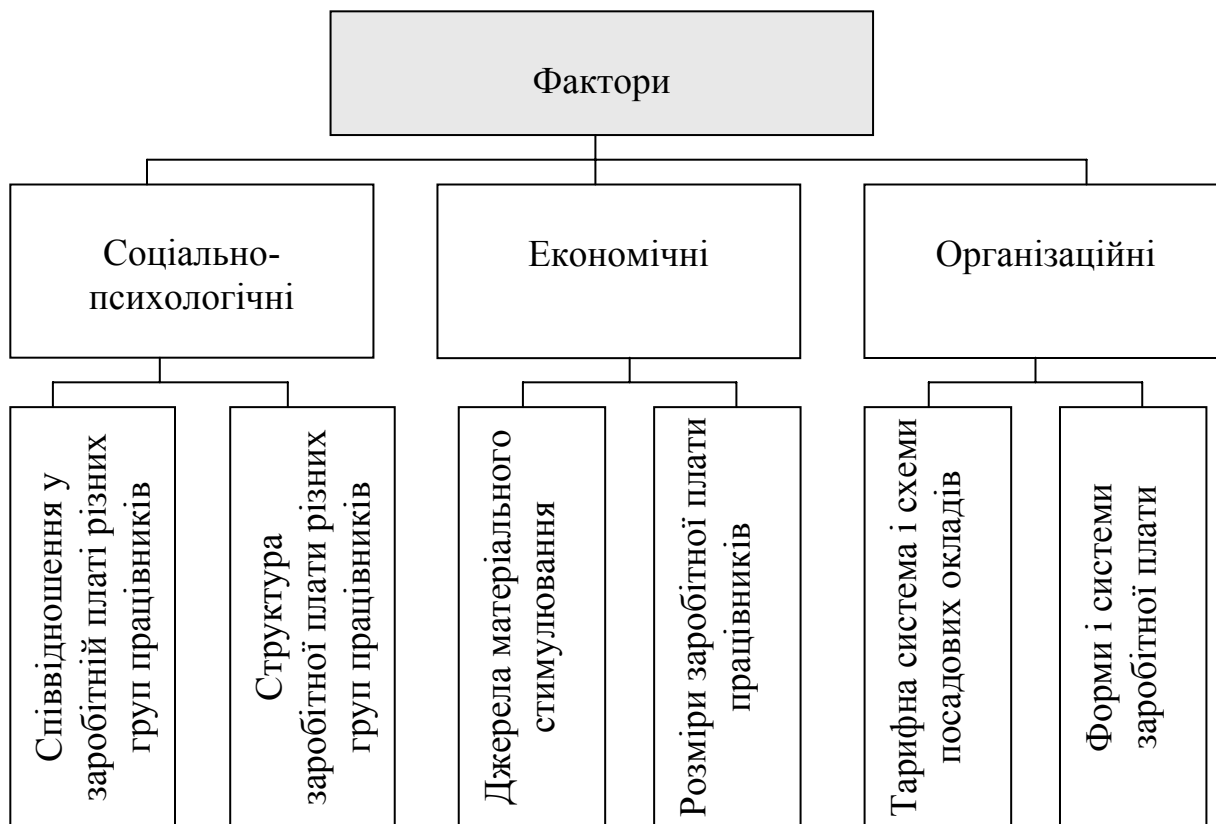 Фактори
Соціально-
психологічні
Економічні
Організаційні
Співвідношення у
заробітній платі різних
груп працівників
Структура
заробітної плати різних
груп працівників
Джерела матеріального
стимулювання
Розміри заробітної плати
працівників
Тарифна система і схеми
посадових окладів
Форми і системи
заробітної плати